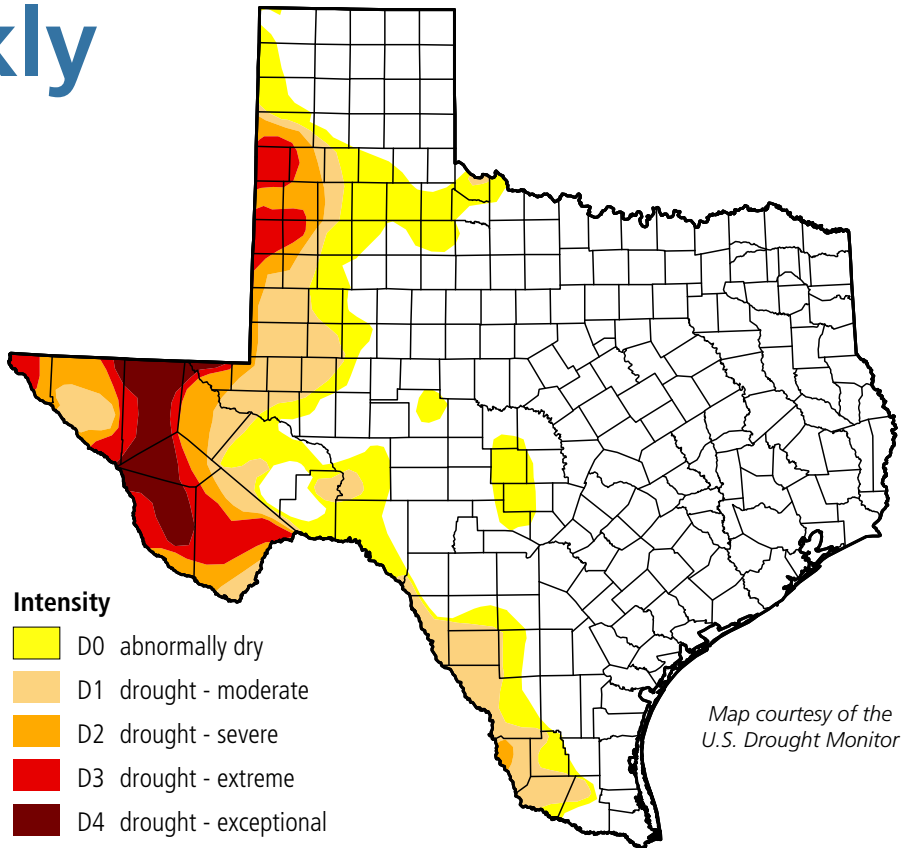 kly
Intensity
D0 abnormally dry
D1 drought - moderate
D2 drought - severe
D3 drought - extreme
D4 drought - exceptional
Map courtesy of the
U.S. Drought Monitor